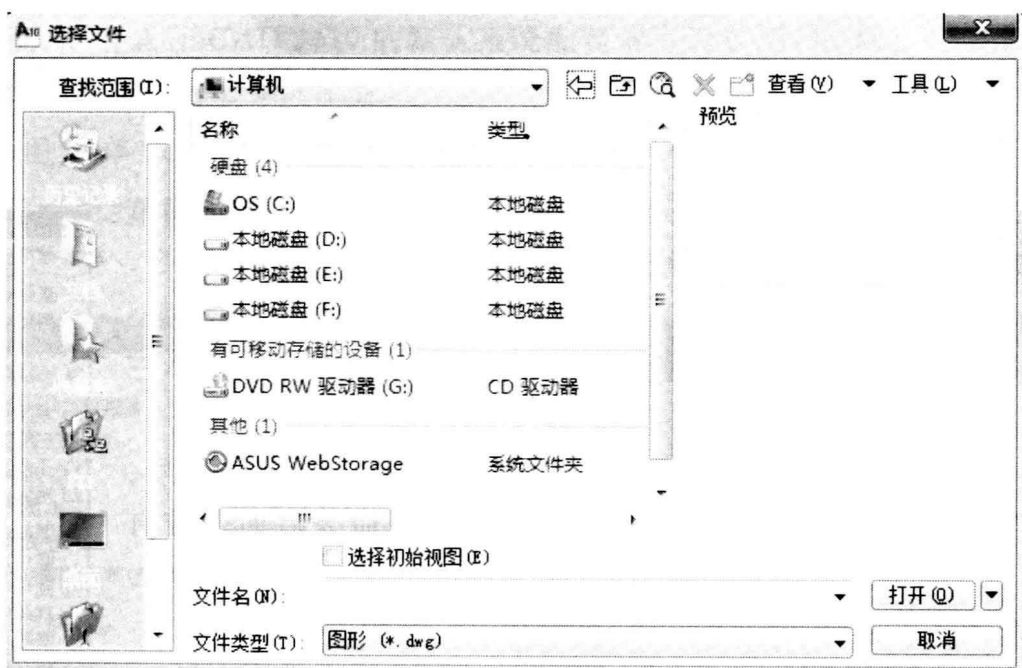 A10 选择文件
查找范围(I): 计算机 查看(V) 工具(L)
名称 类型 预览
硬盘 (4)
OS (C:) 本地磁盘
本地磁盘 (D:) 本地磁盘
本地磁盘 (E:) 本地磁盘
本地磁盘 (F:) 本地磁盘
有可移动存储的设备 (1)
DVD RW 驱动器 (G:) CD 驱动器
其他 (1)
ASUS WebStorage 系统文件夹
选择初始视图(E)
文件名(N): 打开(O)
文件类型(T): 图形 (*.dwg) 取消